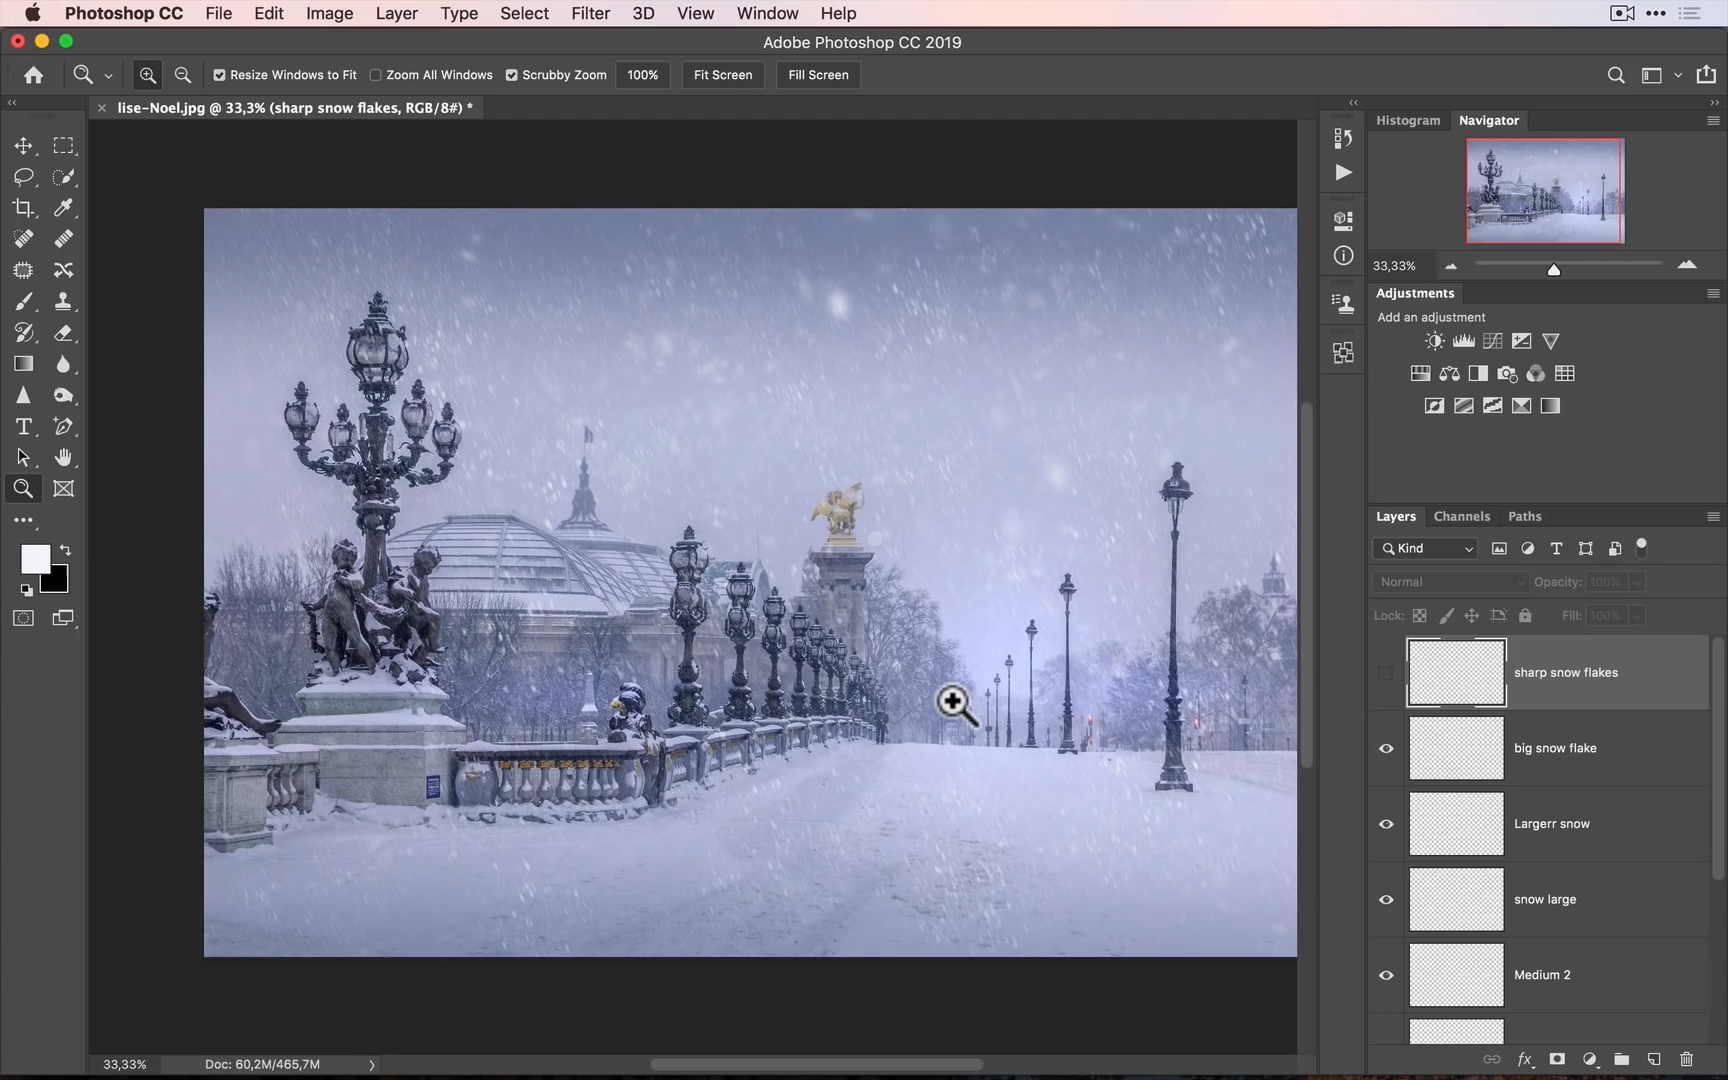 Photoshop CC File Edit Image Layer Type Select Filter 3D View Window Help
Adobe Photoshop CC 2019
Resize Windows to Fit Zoom All Windows Scrubby Zoom 100% Fit Screen Fill Screen
lise-Noel.jpg @ 33,3% (sharp snow flakes, RGB/8#) *
Histogram Navigator
33,33%
Adjustments
Add an adjustment
Layers Channels Paths
Kind
Normal Opacity: 100%
Lock: Fill: 100%
sharp snow flakes
big snow flake
Largerr snow
snow large
Medium 2
33,33% Doc: 60,2M/465,7M